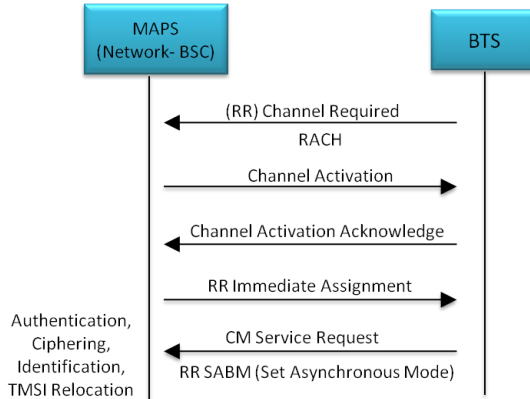 MAPS
(Network- BSC)
BTS
(RR) Channel Required
RACH
Channel Activation
Channel Activation Acknowledge
RR Immediate Assignment
CM Service Request
RR SABM (Set Asynchronous Mode)
Authentication,
Ciphering,
Identification,
TMSI Relocation